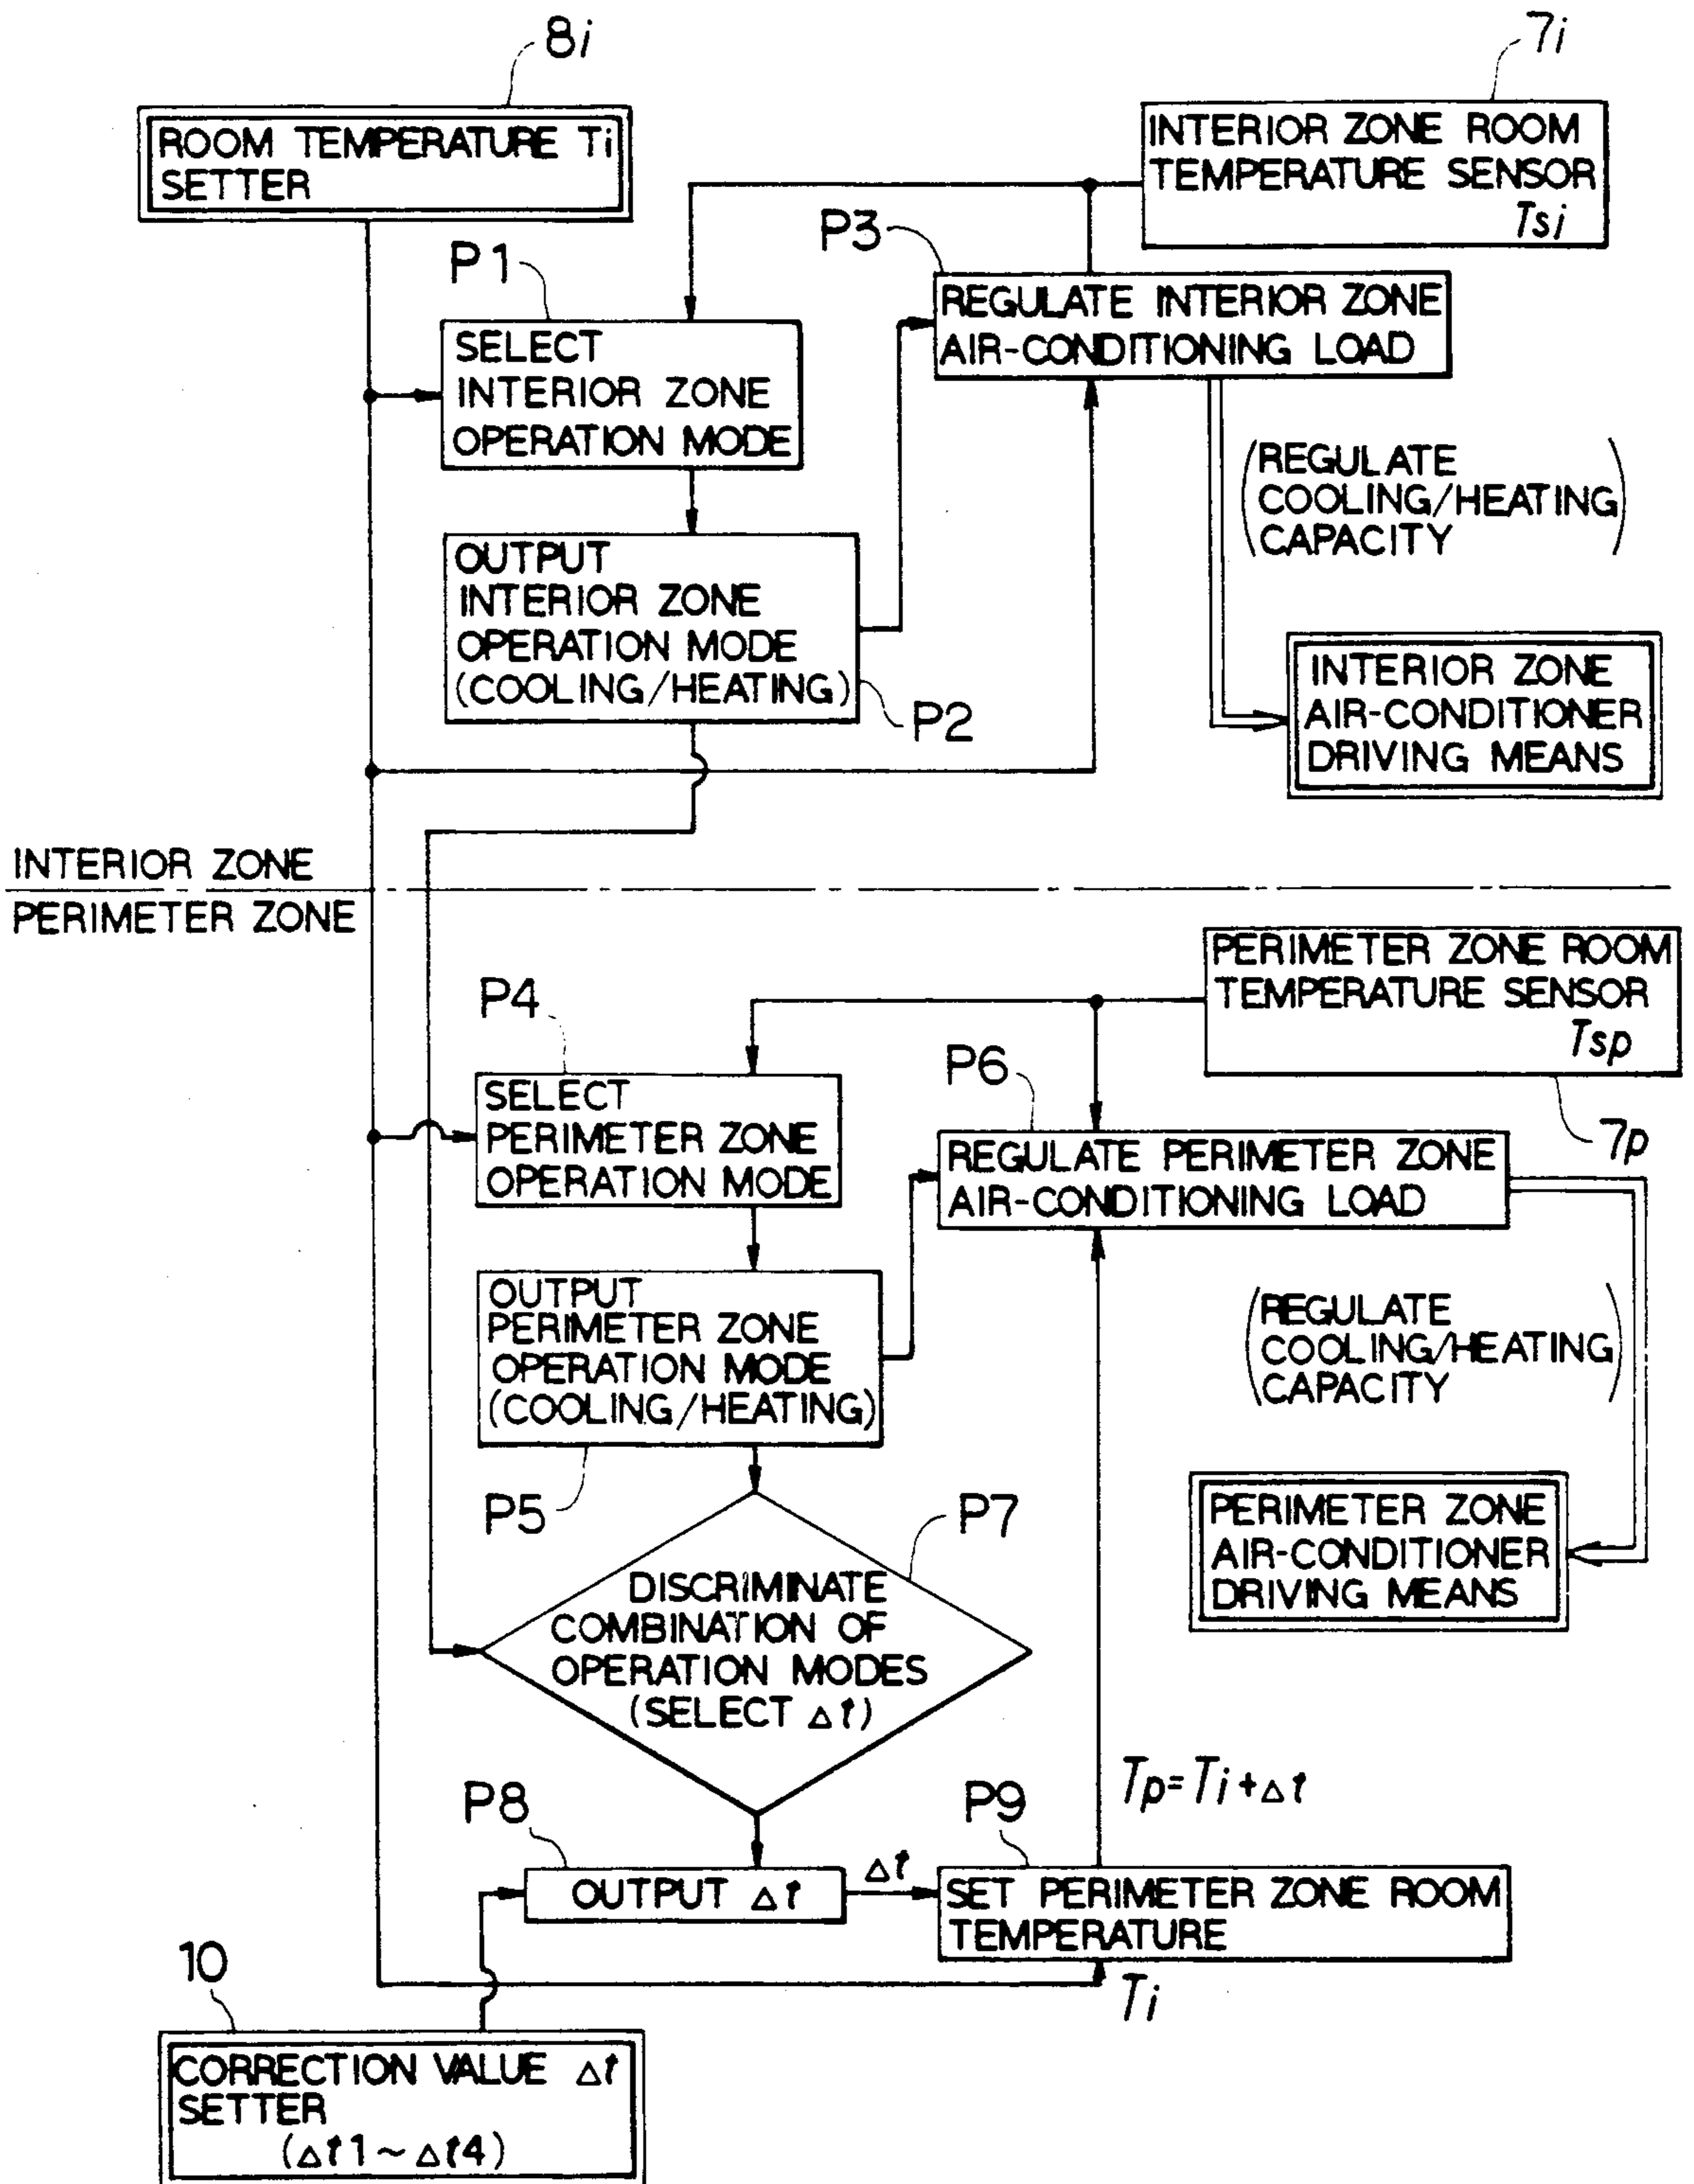 8i
7i
ROOM TEMPERATURE Ti
SETTER
INTERIOR ZONE ROOM
TEMPERATURE SENSOR
Tsi
P1
P3
SELECT
INTERIOR ZONE
OPERATION MODE
REGULATE INTERIOR ZONE
AIR-CONDITIONING LOAD
(REGULATE
COOLING/HEATING
CAPACITY)
OUTPUT
INTERIOR ZONE
OPERATION MODE
(COOLING/HEATING)
P2
INTERIOR ZONE
AIR-CONDITIONER
DRIVING MEANS
INTERIOR ZONE
PERIMETER ZONE
PERIMETER ZONE ROOM
TEMPERATURE SENSOR
Tsp
7p
P4
P6
SELECT
PERIMETER ZONE
OPERATION MODE
REGULATE PERIMETER ZONE
AIR-CONDITIONING LOAD
OUTPUT
PERIMETER ZONE
OPERATION MODE
(COOLING/HEATING)
(REGULATE
COOLING/HEATING
CAPACITY)
P5
P7
PERIMETER ZONE
AIR-CONDITIONER
DRIVING MEANS
DISCRIMINATE
COMBINATION OF
OPERATION MODES
(SELECT Δt)
Tp=Ti+Δt
P8
P9
OUTPUT Δt
Δt
SET PERIMETER ZONE ROOM
TEMPERATURE
Ti
10
CORRECTION VALUE Δt
SETTER
(Δt1~Δt4)